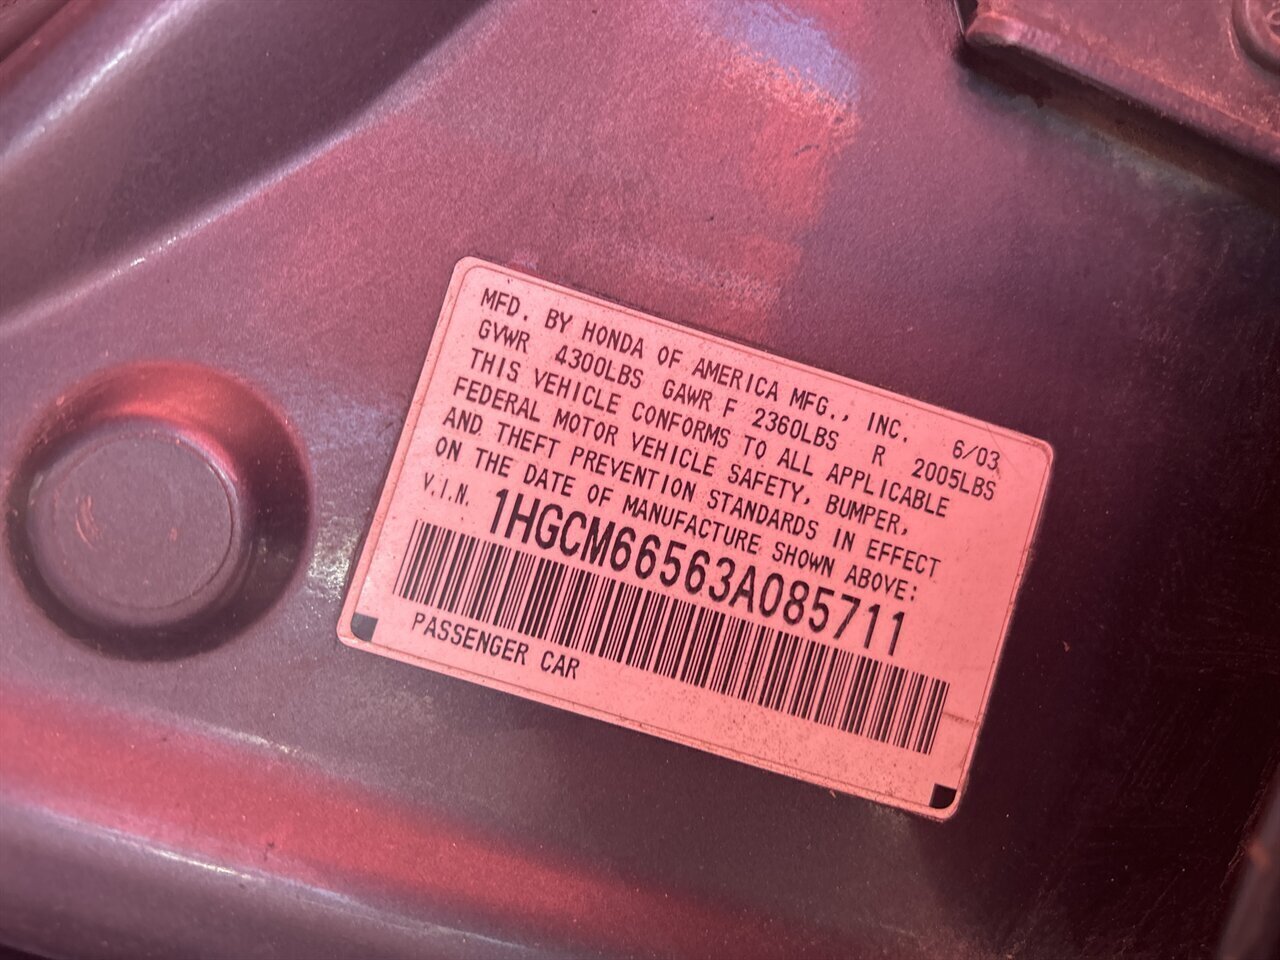 MFD. BY HONDA OF AMERICA MFG., INC. 6/03
GVWR 4300LBS GAWR F 2360LBS R 2005LBS
THIS VEHICLE CONFORMS TO ALL APPLICABLE
FEDERAL MOTOR VEHICLE SAFETY, BUMPER,
AND THEFT PREVENTION STANDARDS IN EFFECT
ON THE DATE OF MANUFACTURE SHOWN ABOVE:
V.I.N. 1HGCM66563A085711
PASSENGER CAR